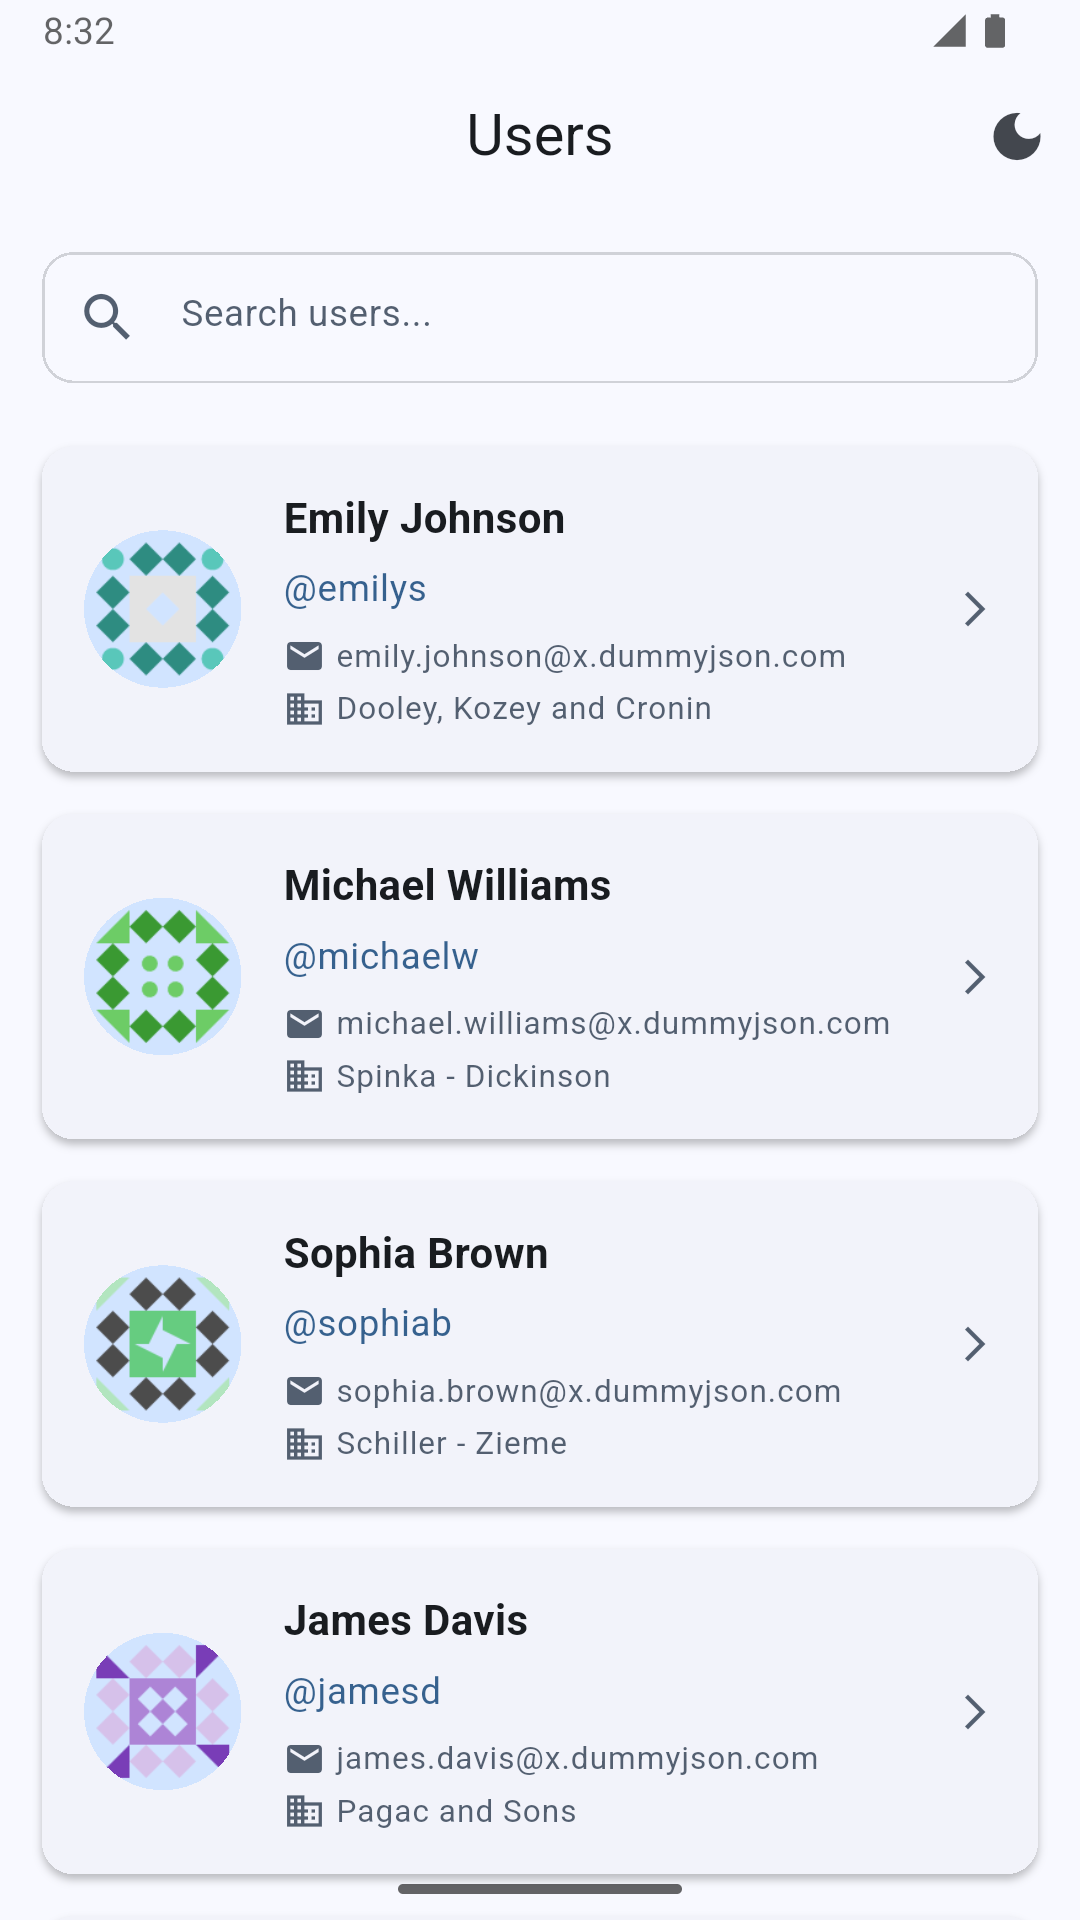 8:32
Users
Search users...
Emily Johnson
@emilys
emily.johnson@x.dummyjson.com
Dooley, Kozey and Cronin
Michael Williams
@michaelw
michael.williams@x.dummyjson.com
Spinka - Dickinson
Sophia Brown
@sophiab
sophia.brown@x.dummyjson.com
Schiller - Zieme
James Davis
@jamesd
james.davis@x.dummyjson.com
Pagac and Sons